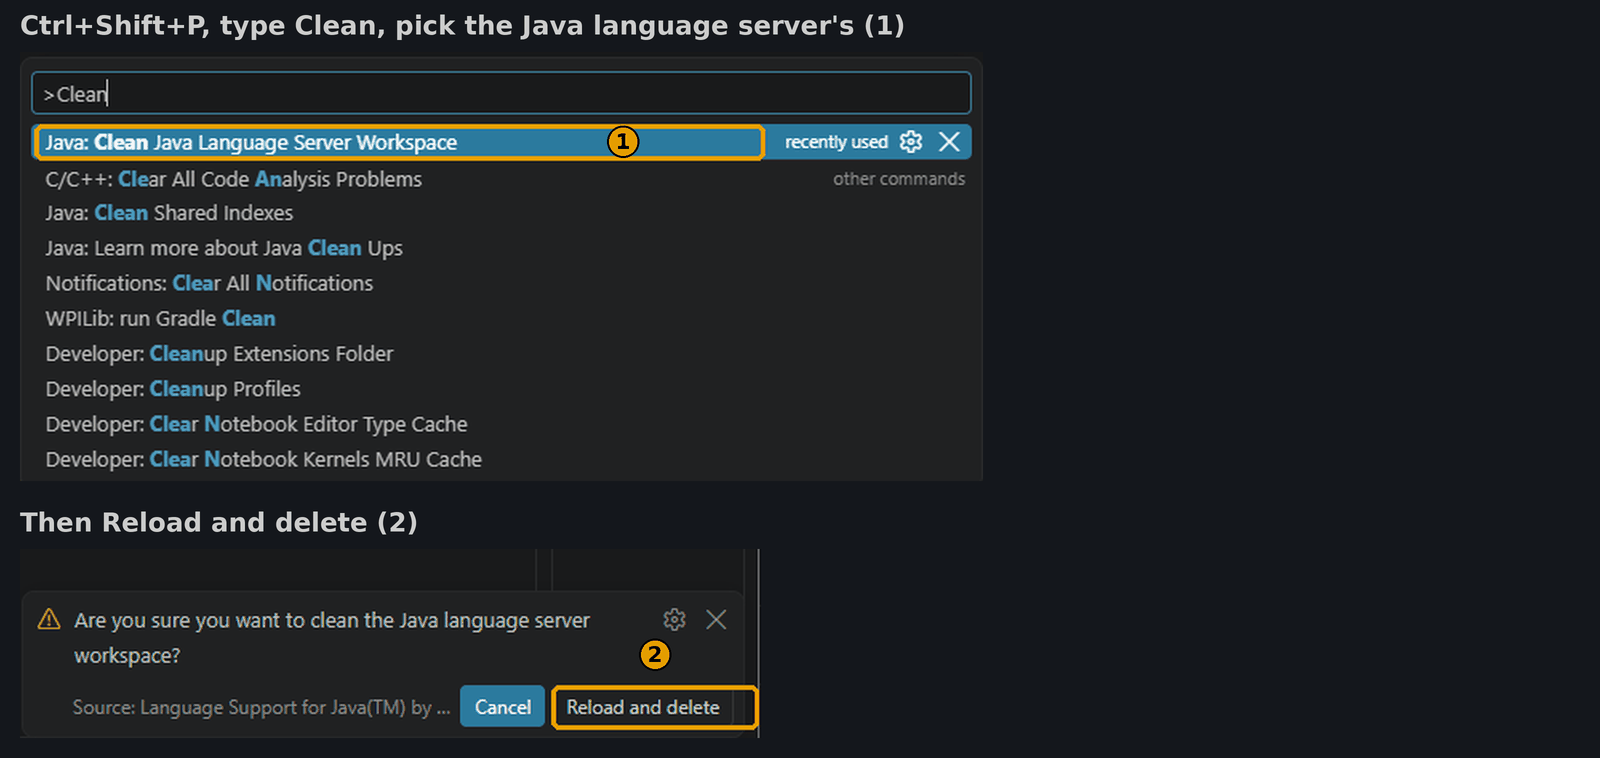 Ctrl+Shift+P, type Clean, pick the Java language server's (1)
>Clean
Java: Clean Java Language Server Workspace 1 recently used
C/C++: Clear All Code Analysis Problems other commands
Java: Clean Shared Indexes
Java: Learn more about Java Clean Ups
Notifications: Clear All Notifications
WPILib: run Gradle Clean
Developer: Cleanup Extensions Folder
Developer: Cleanup Profiles
Developer: Clear Notebook Editor Type Cache
Developer: Clear Notebook Kernels MRU Cache
Then Reload and delete (2)
Are you sure you want to clean the Java language server
workspace?
2
Source: Language Support for Java(TM) by ... Cancel Reload and delete